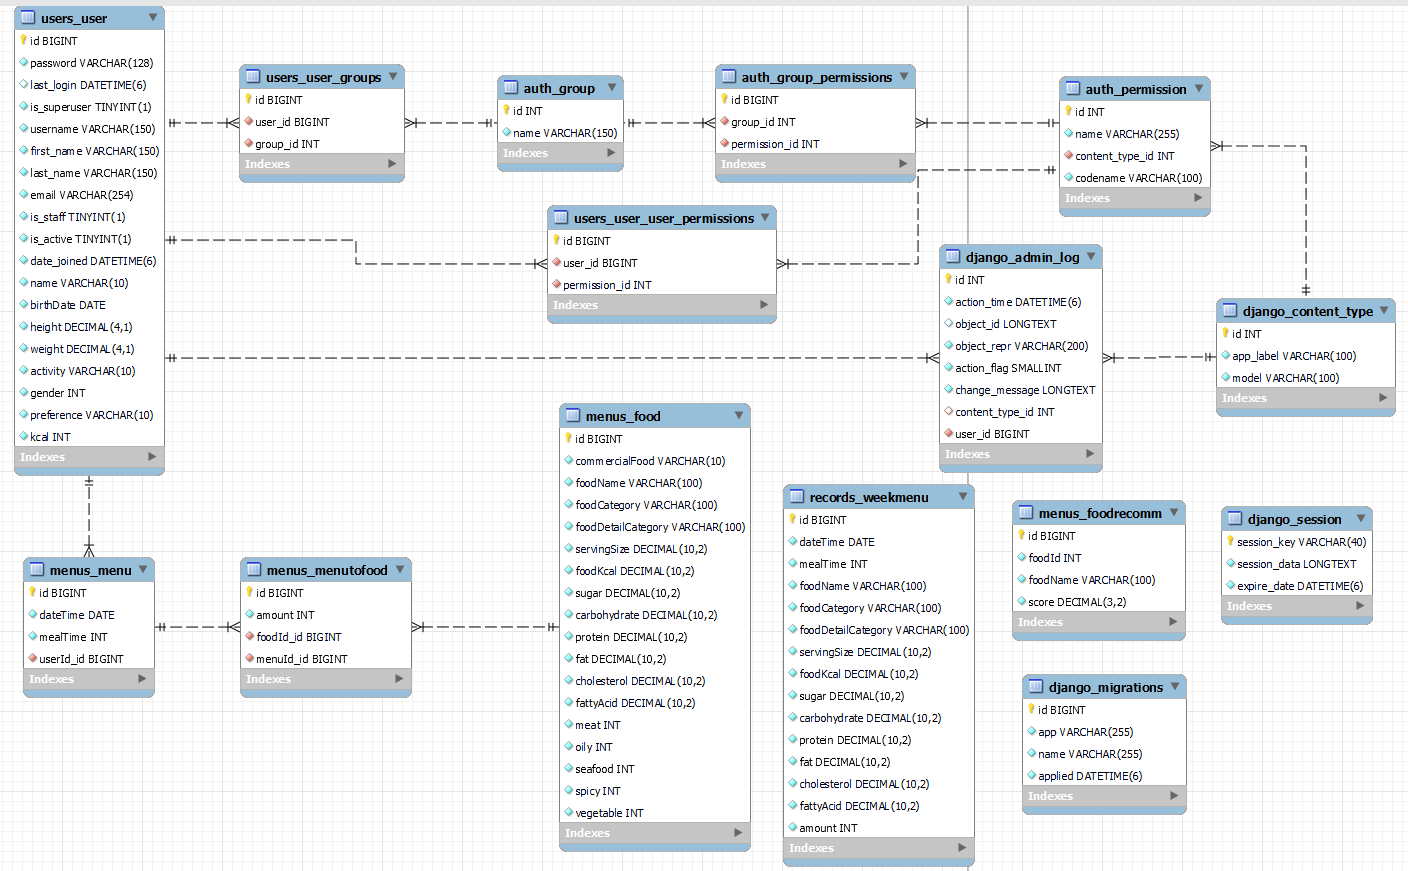 users_user
id BIGINT
password VARCHAR(128)
last_login DATETIME(6)
is_superuser TINYINT(1)
username VARCHAR(150)
first_name VARCHAR(150)
last_name VARCHAR(150)
email VARCHAR(254)
is_staff TINYINT(1)
is_active TINYINT(1)
date_joined DATETIME(6)
name VARCHAR(10)
birthDate DATE
height DECIMAL(4,1)
weight DECIMAL(4,1)
activity VARCHAR(10)
gender INT
preference VARCHAR(10)
kcal INT
Indexes
users_user_groups
id BIGINT
user_id BIGINT
group_id INT
Indexes
auth_group
id INT
name VARCHAR(150)
Indexes
auth_group_permissions
id BIGINT
group_id INT
permission_id INT
Indexes
auth_permission
id INT
name VARCHAR(255)
content_type_id INT
codename VARCHAR(100)
Indexes
users_user_user_permissions
id BIGINT
user_id BIGINT
permission_id INT
Indexes
django_admin_log
id INT
action_time DATETIME(6)
object_id LONGTEXT
object_repr VARCHAR(200)
action_flag SMALLINT
change_message LONGTEXT
content_type_id INT
user_id BIGINT
Indexes
django_content_type
id INT
app_label VARCHAR(100)
model VARCHAR(100)
Indexes
menus_menu
id BIGINT
dateTime DATE
mealTime INT
userId_id BIGINT
Indexes
menus_menutofood
id BIGINT
amount INT
foodId_id BIGINT
menuId_id BIGINT
Indexes
menus_food
id BIGINT
commercialFood VARCHAR(10)
foodName VARCHAR(100)
foodCategory VARCHAR(100)
foodDetailCategory VARCHAR(100)
servingSize DECIMAL(10,2)
foodKcal DECIMAL(10,2)
sugar DECIMAL(10,2)
carbohydrate DECIMAL(10,2)
protein DECIMAL(10,2)
fat DECIMAL(10,2)
cholesterol DECIMAL(10,2)
fattyAcid DECIMAL(10,2)
meat INT
oily INT
seafood INT
spicy INT
vegetable INT
Indexes
records_weekmenu
id BIGINT
dateTime DATE
mealTime INT
foodName VARCHAR(100)
foodCategory VARCHAR(100)
foodDetailCategory VARCHAR(100)
servingSize DECIMAL(10,2)
foodKcal DECIMAL(10,2)
sugar DECIMAL(10,2)
carbohydrate DECIMAL(10,2)
protein DECIMAL(10,2)
fat DECIMAL(10,2)
cholesterol DECIMAL(10,2)
fattyAcid DECIMAL(10,2)
amount INT
Indexes
menus_foodrecomm
id BIGINT
foodId INT
foodName VARCHAR(100)
score DECIMAL(3,2)
Indexes
django_session
session_key VARCHAR(40)
session_data LONGTEXT
expire_date DATETIME(6)
Indexes
django_migrations
id BIGINT
app VARCHAR(255)
name VARCHAR(255)
applied DATETIME(6)
Indexes